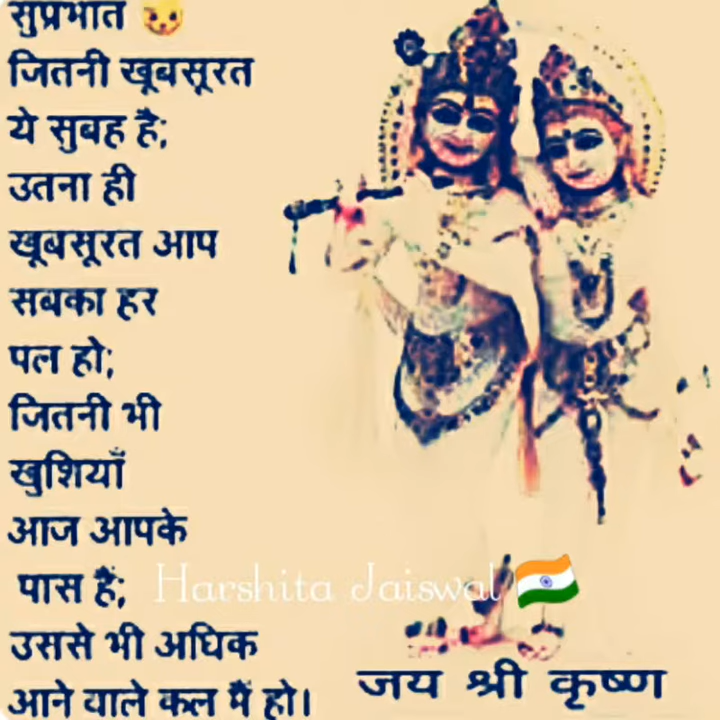 सुप्रभात 🐱
जितनी खूबसूरत
ये सुबह है;
उतना ही
खूबसूरत आप
सबका हर
पल हो;
जितनी भी
खुशियाँ
आज आपके
पास हैं;
Harshita Jaiswal 🇮🇳
उससे भी अधिक
आने वाले कल मैं हो।
जय श्री कृष्ण